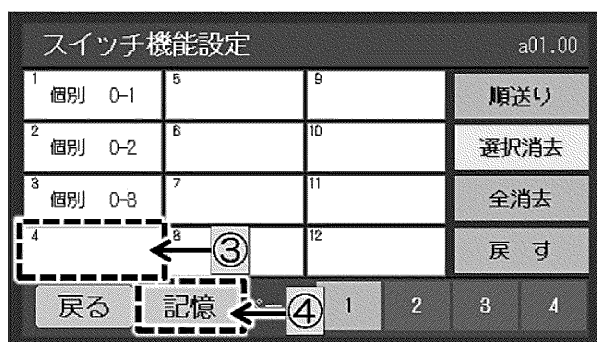 スイッチ機能設定 a01.00
1 個別 0-1 5 9 順送り
2 個別 0-2 6 10 選択消去
3 個別 0-3 7 11 全消去
4 8 ③ 12 戻す
戻る 記憶 ④ 1 2 3 4